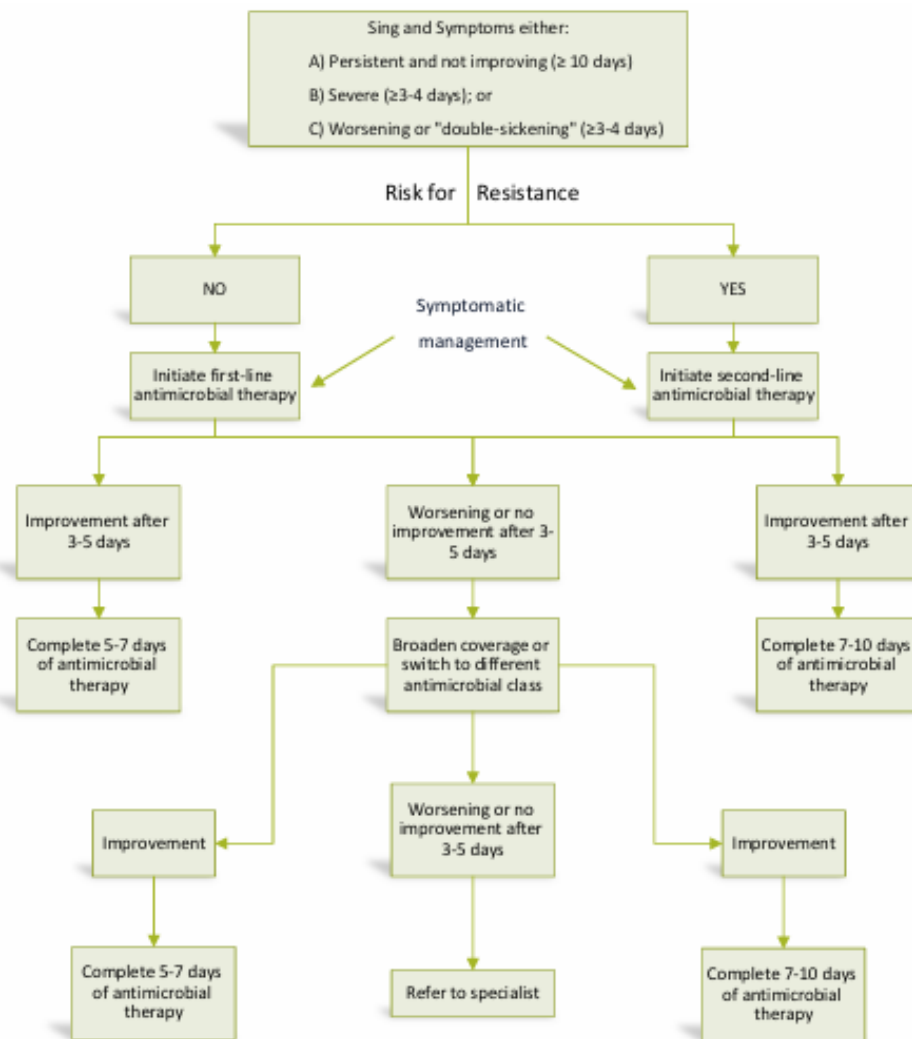 Sing and Symptoms either:
A) Persistent and not improving (≥ 10 days)
B) Severe (≥3-4 days); or
C) Worsening or "double-sickening" (≥3-4 days)
Risk for Resistance
NO
YES
Symptomatic
management
Initiate first-line
antimicrobial therapy
Initiate second-line
antimicrobial therapy
Improvement after
3-5 days
Worsening or no
improvement after 3-
5 days
Improvement after
3-5 days
Complete 5-7 days
of antimicrobial
therapy
Broaden coverage or
switch to different
antimicrobial class
Complete 7-10 days
of antimicrobial
therapy
Improvement
Worsening or no
improvement after
3-5 days
Improvement
Complete 5-7 days
of antimicrobial
therapy
Refer to specialist
Complete 7-10 days
of antimicrobial
therapy